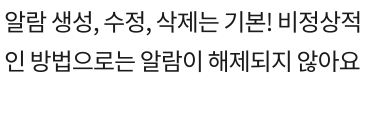 알람 생성, 수정, 삭제는 기본! 비정상적
인 방법으로는 알람이 해제되지 않아요